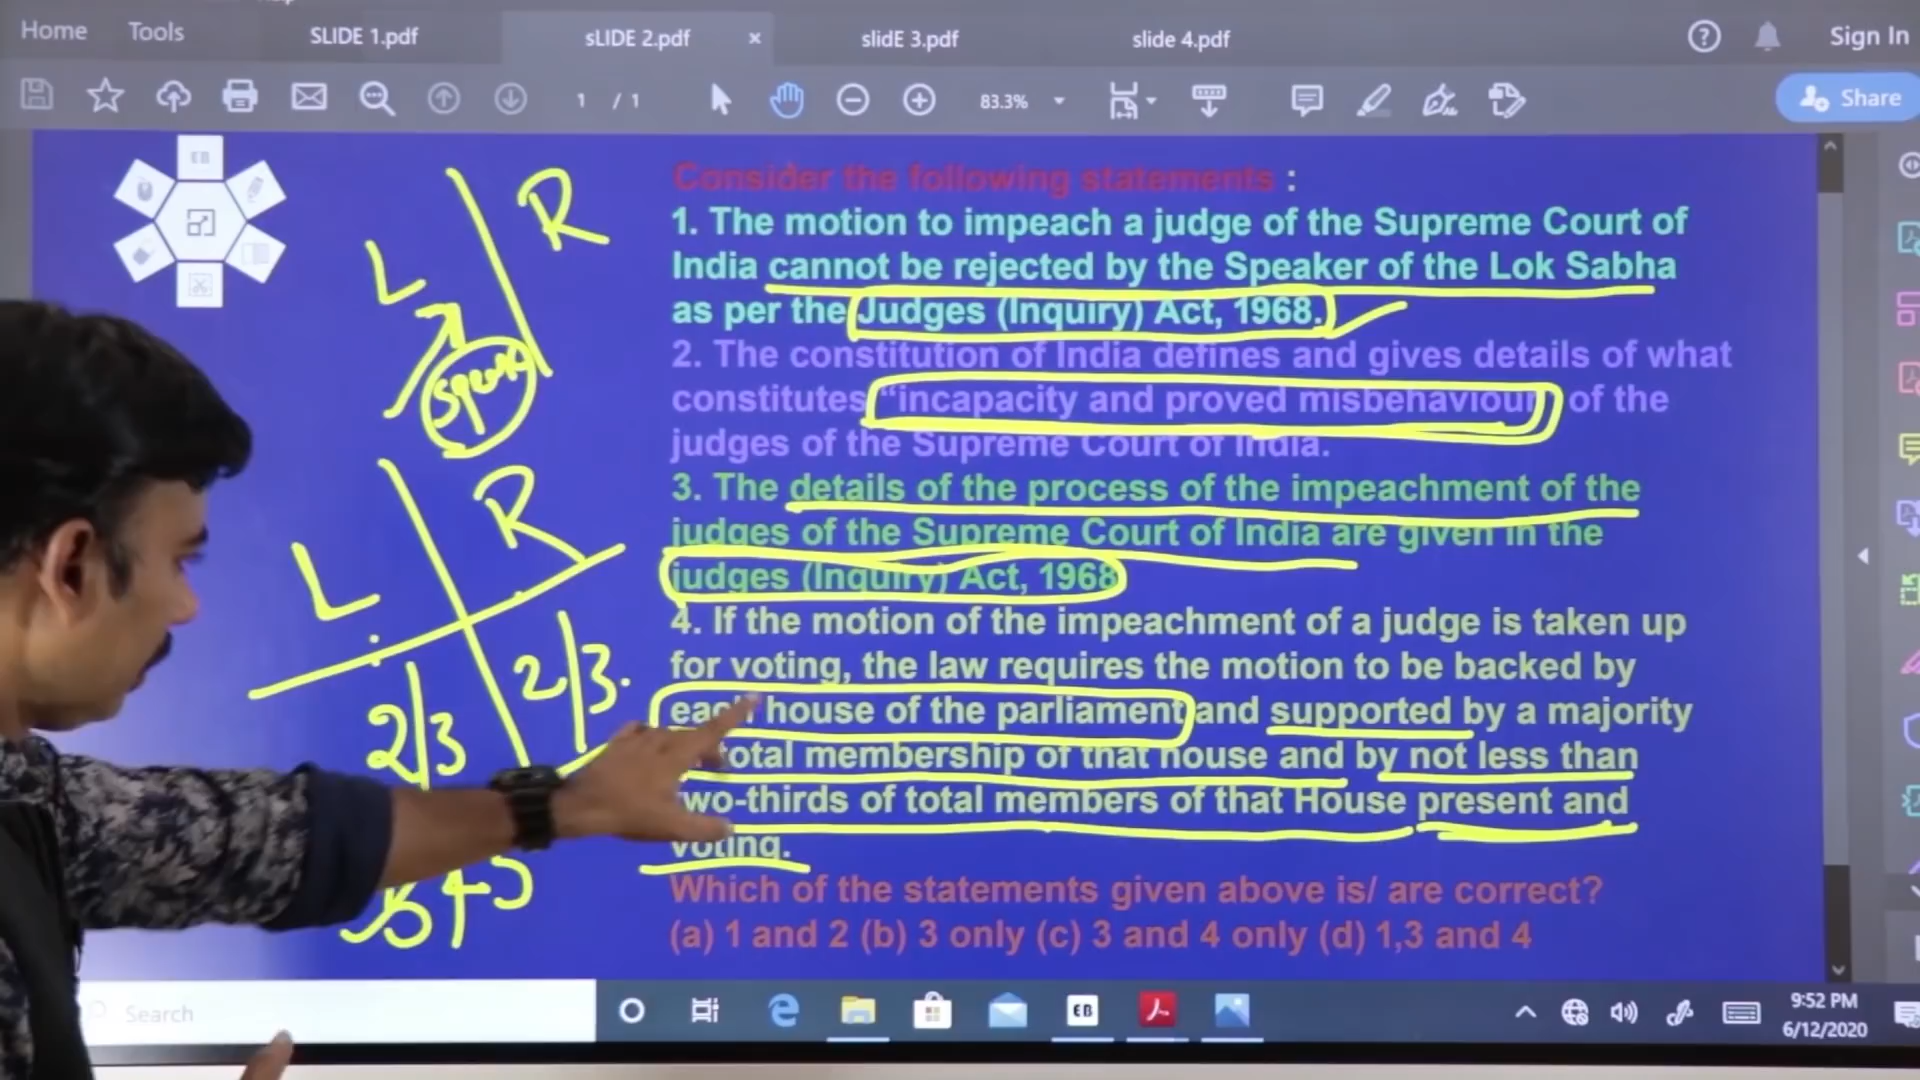 Home Tools SLIDE 1.pdf sLIDE 2.pdf × slidE 3.pdf slide 4.pdf Sign In
1 / 1 83.3% Share
EB
Consider the following statements :
1. The motion to impeach a judge of the Supreme Court of
India cannot be rejected by the Speaker of the Lok Sabha
as per the Judges (Inquiry) Act, 1968.
2. The constitution of India defines and gives details of what
constitutes “incapacity and proved misbehaviour of the
judges of the Supreme Court of India.
3. The details of the process of the impeachment of the
judges of the Supreme Court of India are given in the
judges (Inquiry) Act, 1968
4. If the motion of the impeachment of a judge is taken up
for voting, the law requires the motion to be backed by
each house of the parliament and supported by a majority
total membership of that house and by not less than
two-thirds of total members of that House present and
voting.
Which of the statements given above is/ are correct?
(a) 1 and 2 (b) 3 only (c) 3 and 4 only (d) 1,3 and 4
L R
L R
2/3 2/3.
Search
EB
9:52 PM
6/12/2020